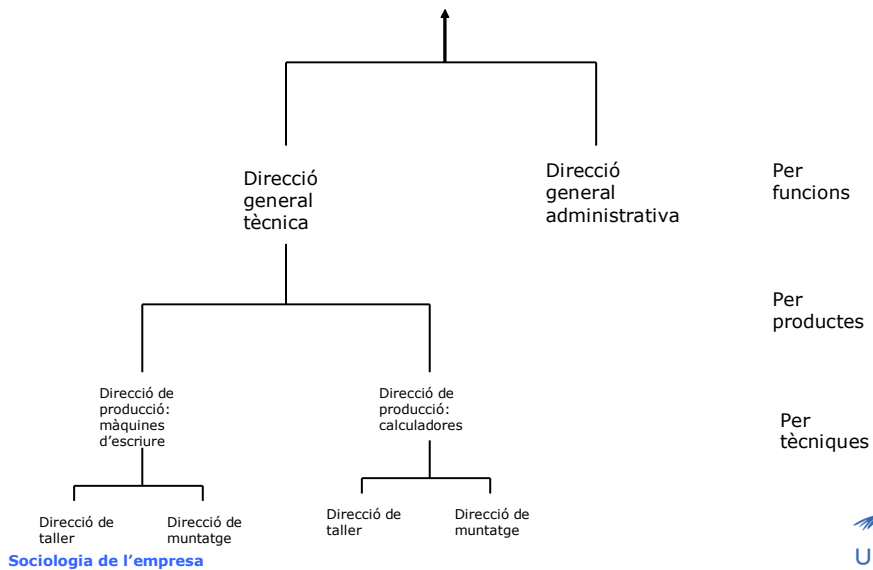 Direcció
general
tècnica
Direcció
general
administrativa
Per
funcions
Per
productes
Direcció de
producció:
màquines
d'escriure
Direcció de
producció:
calculadores
Per
tècniques
Direcció de
taller
Direcció de
muntatge
Direcció de
taller
Direcció de
muntatge
Sociologia de l'empresa
U